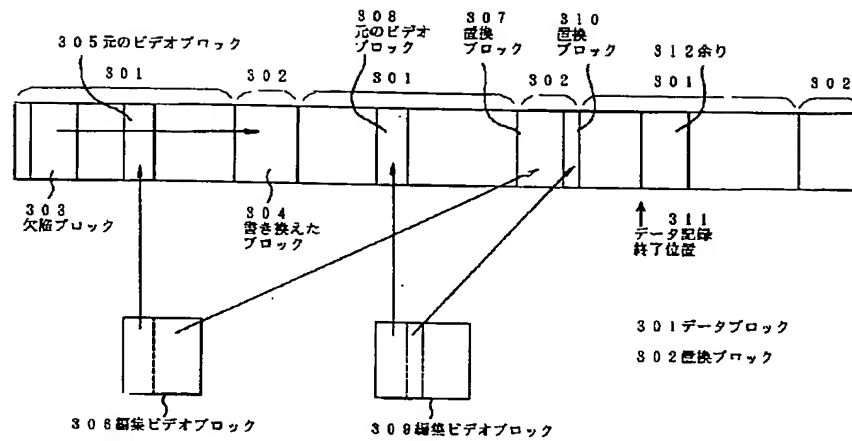 305元のビデオブロック
308
元のビデオ
ブロック
307
置換
ブロック
310
置換
ブロック
312余り
301
302
301
302
301
302
303
欠陥ブロック
304
書き換えた
ブロック
311
データ記録
終了位置
301データブロック
302置換ブロック
306編集ビデオブロック
309編集ビデオブロック